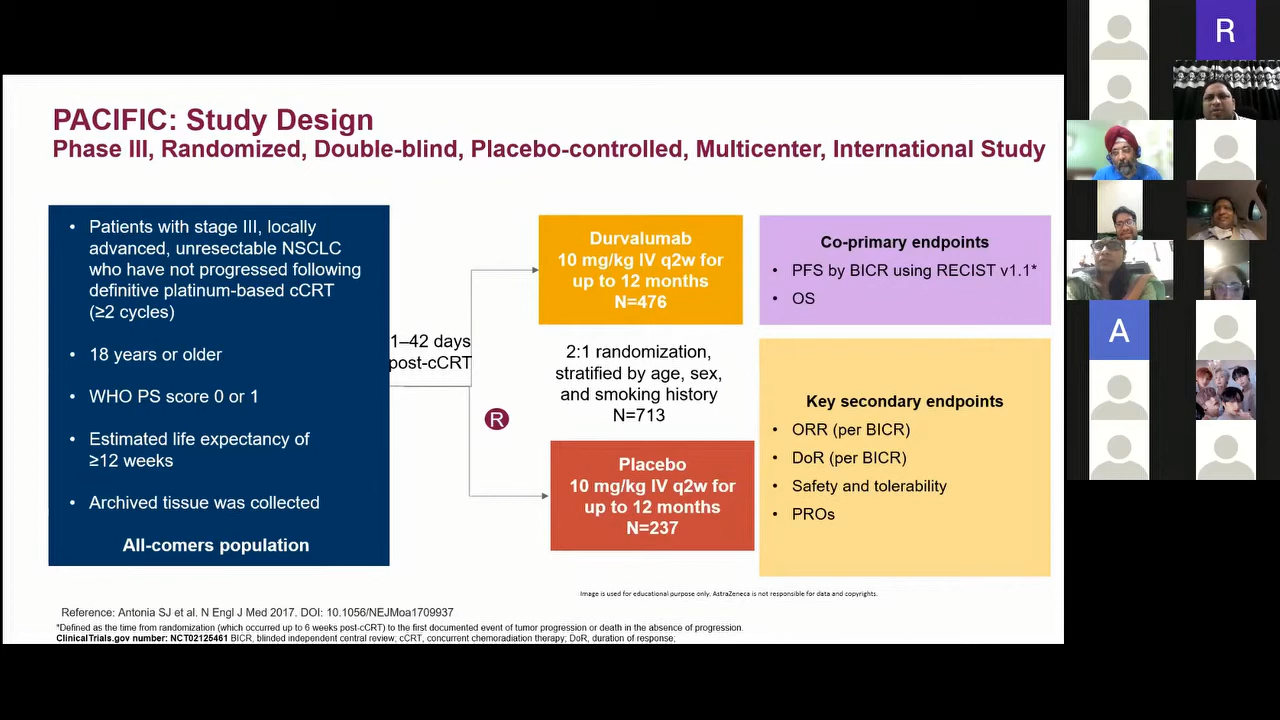 PACIFIC: Study Design
Phase III, Randomized, Double-blind, Placebo-controlled, Multicenter, International Study
• Patients with stage III, locally
advanced, unresectable NSCLC
who have not progressed following
definitive platinum-based cCRT
(≥2 cycles)
• 18 years or older
• WHO PS score 0 or 1
• Estimated life expectancy of
≥12 weeks
• Archived tissue was collected
All-comers population
1–42 days
post-cCRT
R
Durvalumab
10 mg/kg IV q2w for
up to 12 months
N=476
2:1 randomization,
stratified by age, sex,
and smoking history
N=713
Placebo
10 mg/kg IV q2w for
up to 12 months
N=237
Co-primary endpoints
• PFS by BICR using RECIST v1.1*
• OS
Key secondary endpoints
• ORR (per BICR)
• DoR (per BICR)
• Safety and tolerability
• PROs
Image is used for educational purpose only. AstraZeneca is not responsible for data and copyrights.
Reference: Antonia SJ et al. N Engl J Med 2017. DOI: 10.1056/NEJMoa1709937
*Defined as the time from randomization (which occurred up to 6 weeks post-cCRT) to the first documented event of tumor progression or death in the absence of progression.
ClinicalTrials.gov number: NCT02125461 BICR, blinded independent central review; cCRT, concurrent chemoradiation therapy; DoR, duration of response;
R
A